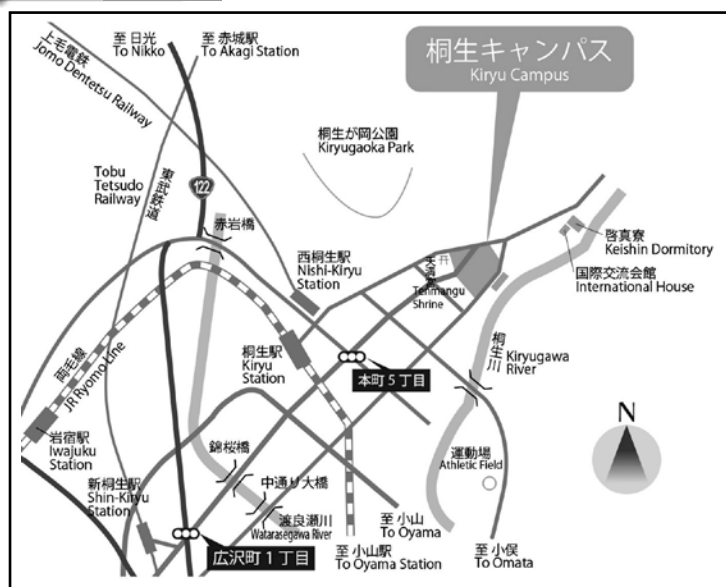 上毛電鉄
Jomo Dentetsu Railway
至 日光
To Nikko
至 赤城駅
To Akagi Station
桐生キャンパス
Kiryu Campus
桐生が岡公園
Kiryugaoka Park
Tobu
Tetsudo
Railway
東武鉄道
122
赤岩橋
西桐生駅
Nishi-Kiryu
Station
天満宮
Tenmangu
Shrine
啓真寮
Keishin Dormitory
国際交流会館
International House
桐生川
Kiryugawa
River
両毛線
JR Ryomo Line
桐生駅
Kiryu
Station
本町5丁目
岩宿駅
Iwajuku
Station
錦桜橋
中通り大橋
運動場
Athletic Field
N
新桐生駅
Shin-Kiryu
Station
渡良瀬川
Watarasegawa River
広沢町1丁目
至 小山
To Oyama
至 小山駅
To Oyama Station
至 小俣
To Omata